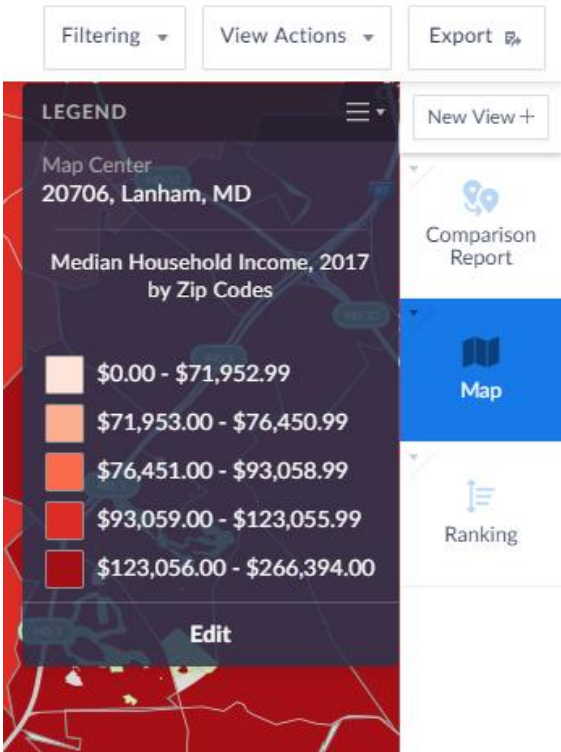 Filtering
View Actions
Export
LEGEND
New View +
Map Center
20706, Lanham, MD
Median Household Income, 2017
by Zip Codes
$0.00 - $71,952.99
$71,953.00 - $76,450.99
$76,451.00 - $93,058.99
$93,059.00 - $123,055.99
$123,056.00 - $266,394.00
Edit
Comparison
Report
Map
Ranking